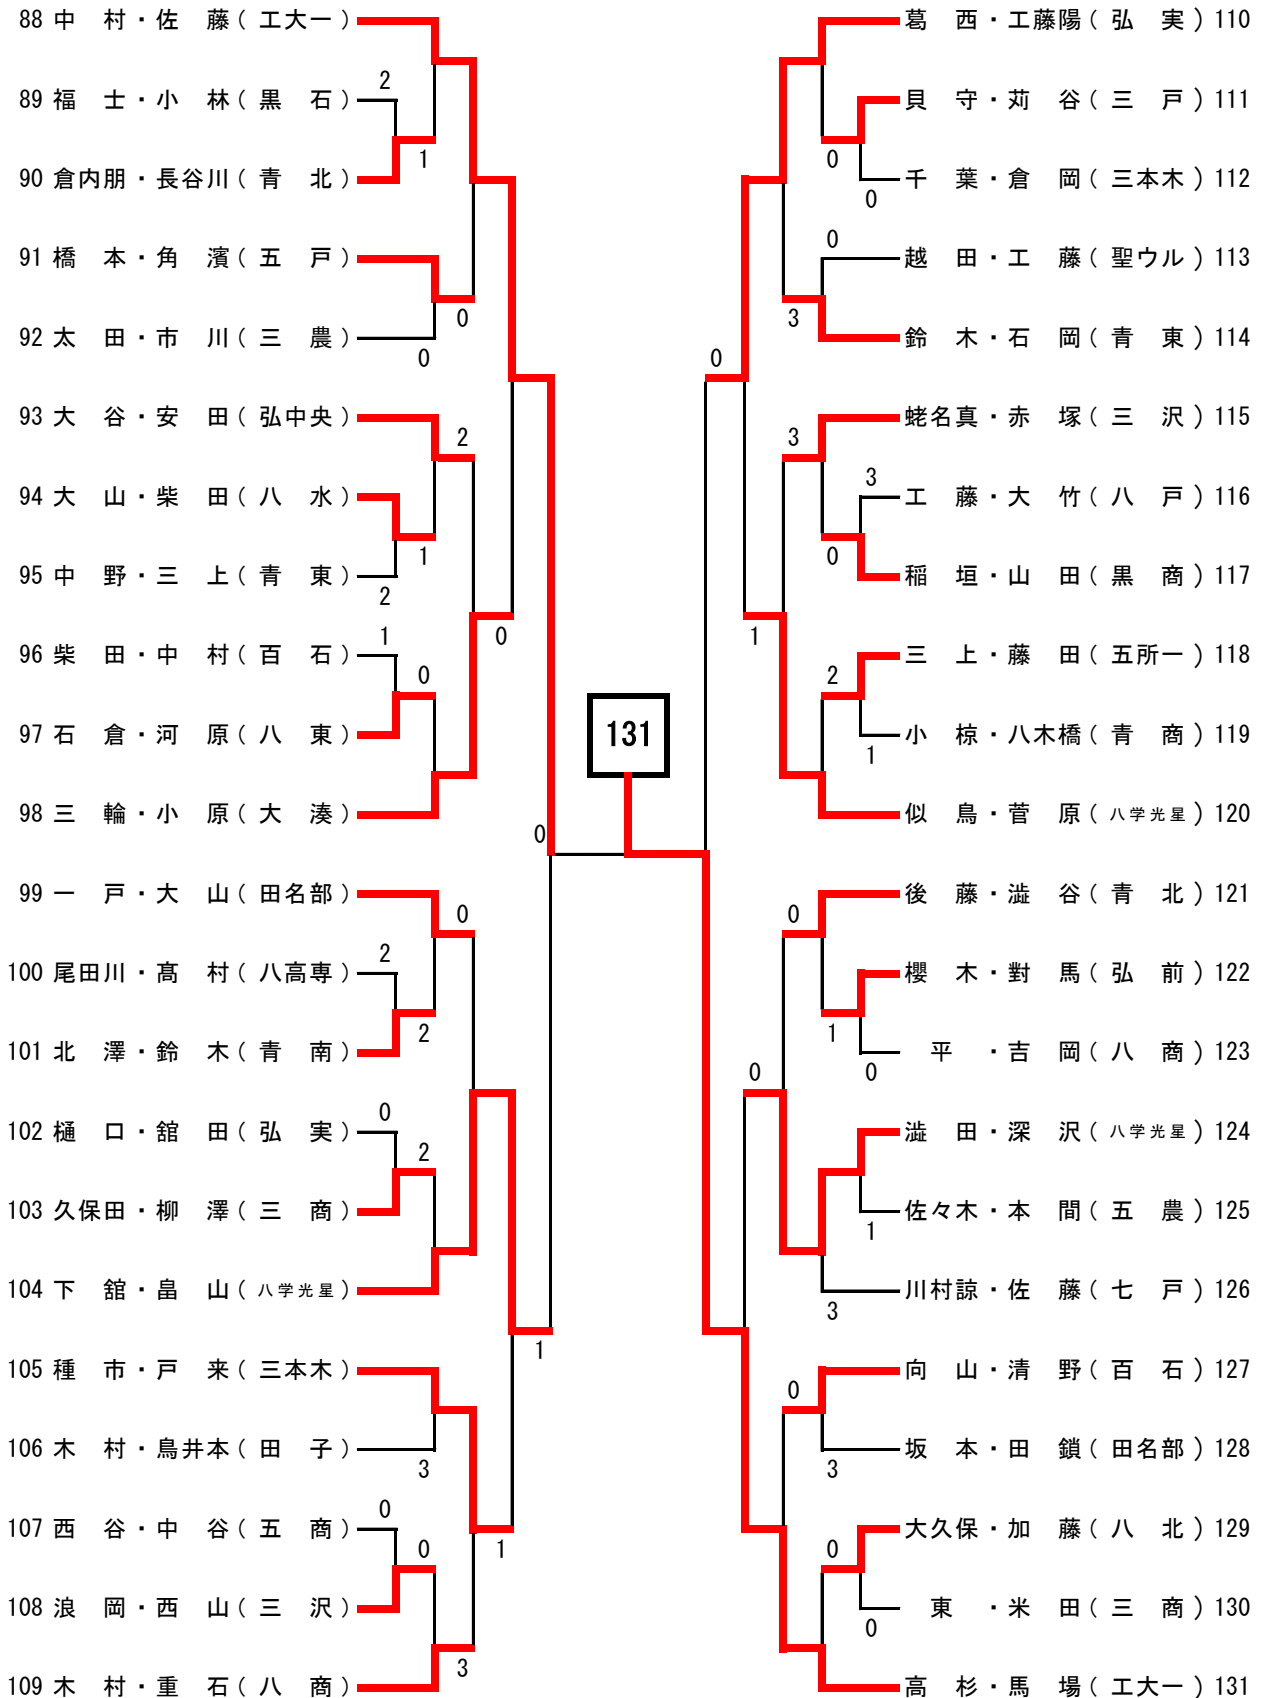 88 中　村・佐　藤（工大一）
2
89 福　士・小　林（黒　石）
1
90 倉内朋・長谷川（青　北）
91 橋　本・角　濱（五　戸）
0
92 太　田・市　川（三　農）
0
93 大　谷・安　田（弘中央）
2
94 大　山・柴　田（八　水）
1
95 中　野・三　上（青　東）
2
0
1
96 柴　田・中　村（百　石）
0
97 石　倉・河　原（八　東）
98 三　輪・小　原（大　湊）
0
99 一　戸・大　山（田名部）
0
2
100 尾田川・髙　村（八高専）
2
101 北　澤・鈴　木（青　南）
0
102 樋　口・舘　田（弘　実）
2
103 久保田・柳　澤（三　商）
104 下　舘・畠　山（八学光星）
1
105 種　市・戸　来（三本木）
106 木　村・鳥井本（田　子）
3
0
107 西　谷・中　谷（五　商）
0
1
108 浪　岡・西　山（三　沢）
3
109 木　村・重　石（八　商）
131
葛　西・工藤陽（弘　実）110
貝　守・苅　谷（三　戸）111
0
千　葉・倉　岡（三本木）112
0
0
越　田・工　藤（聖ウル）113
3
鈴　木・石　岡（青　東）114
0
蛯名真・赤　塚（三　沢）115
3
3
工　藤・大　竹（八　戸）116
0
稲　垣・山　田（黒　商）117
1
三　上・藤　田（五所一）118
2
小　椋・八木橋（青　商）119
1
似　鳥・菅　原（八学光星）120
後　藤・澁　谷（青　北）121
0
櫻　木・對　馬（弘　前）122
1
平　・吉　岡（八　商）123
0
0
澁　田・深　沢（八学光星）124
佐々木・本　間（五　農）125
1
川村諒・佐　藤（七　戸）126
3
向　山・清　野（百　石）127
0
坂　本・田　鎖（田名部）128
3
大久保・加　藤（八　北）129
0
東　・米　田（三　商）130
0
高　杉・馬　場（工大一）131